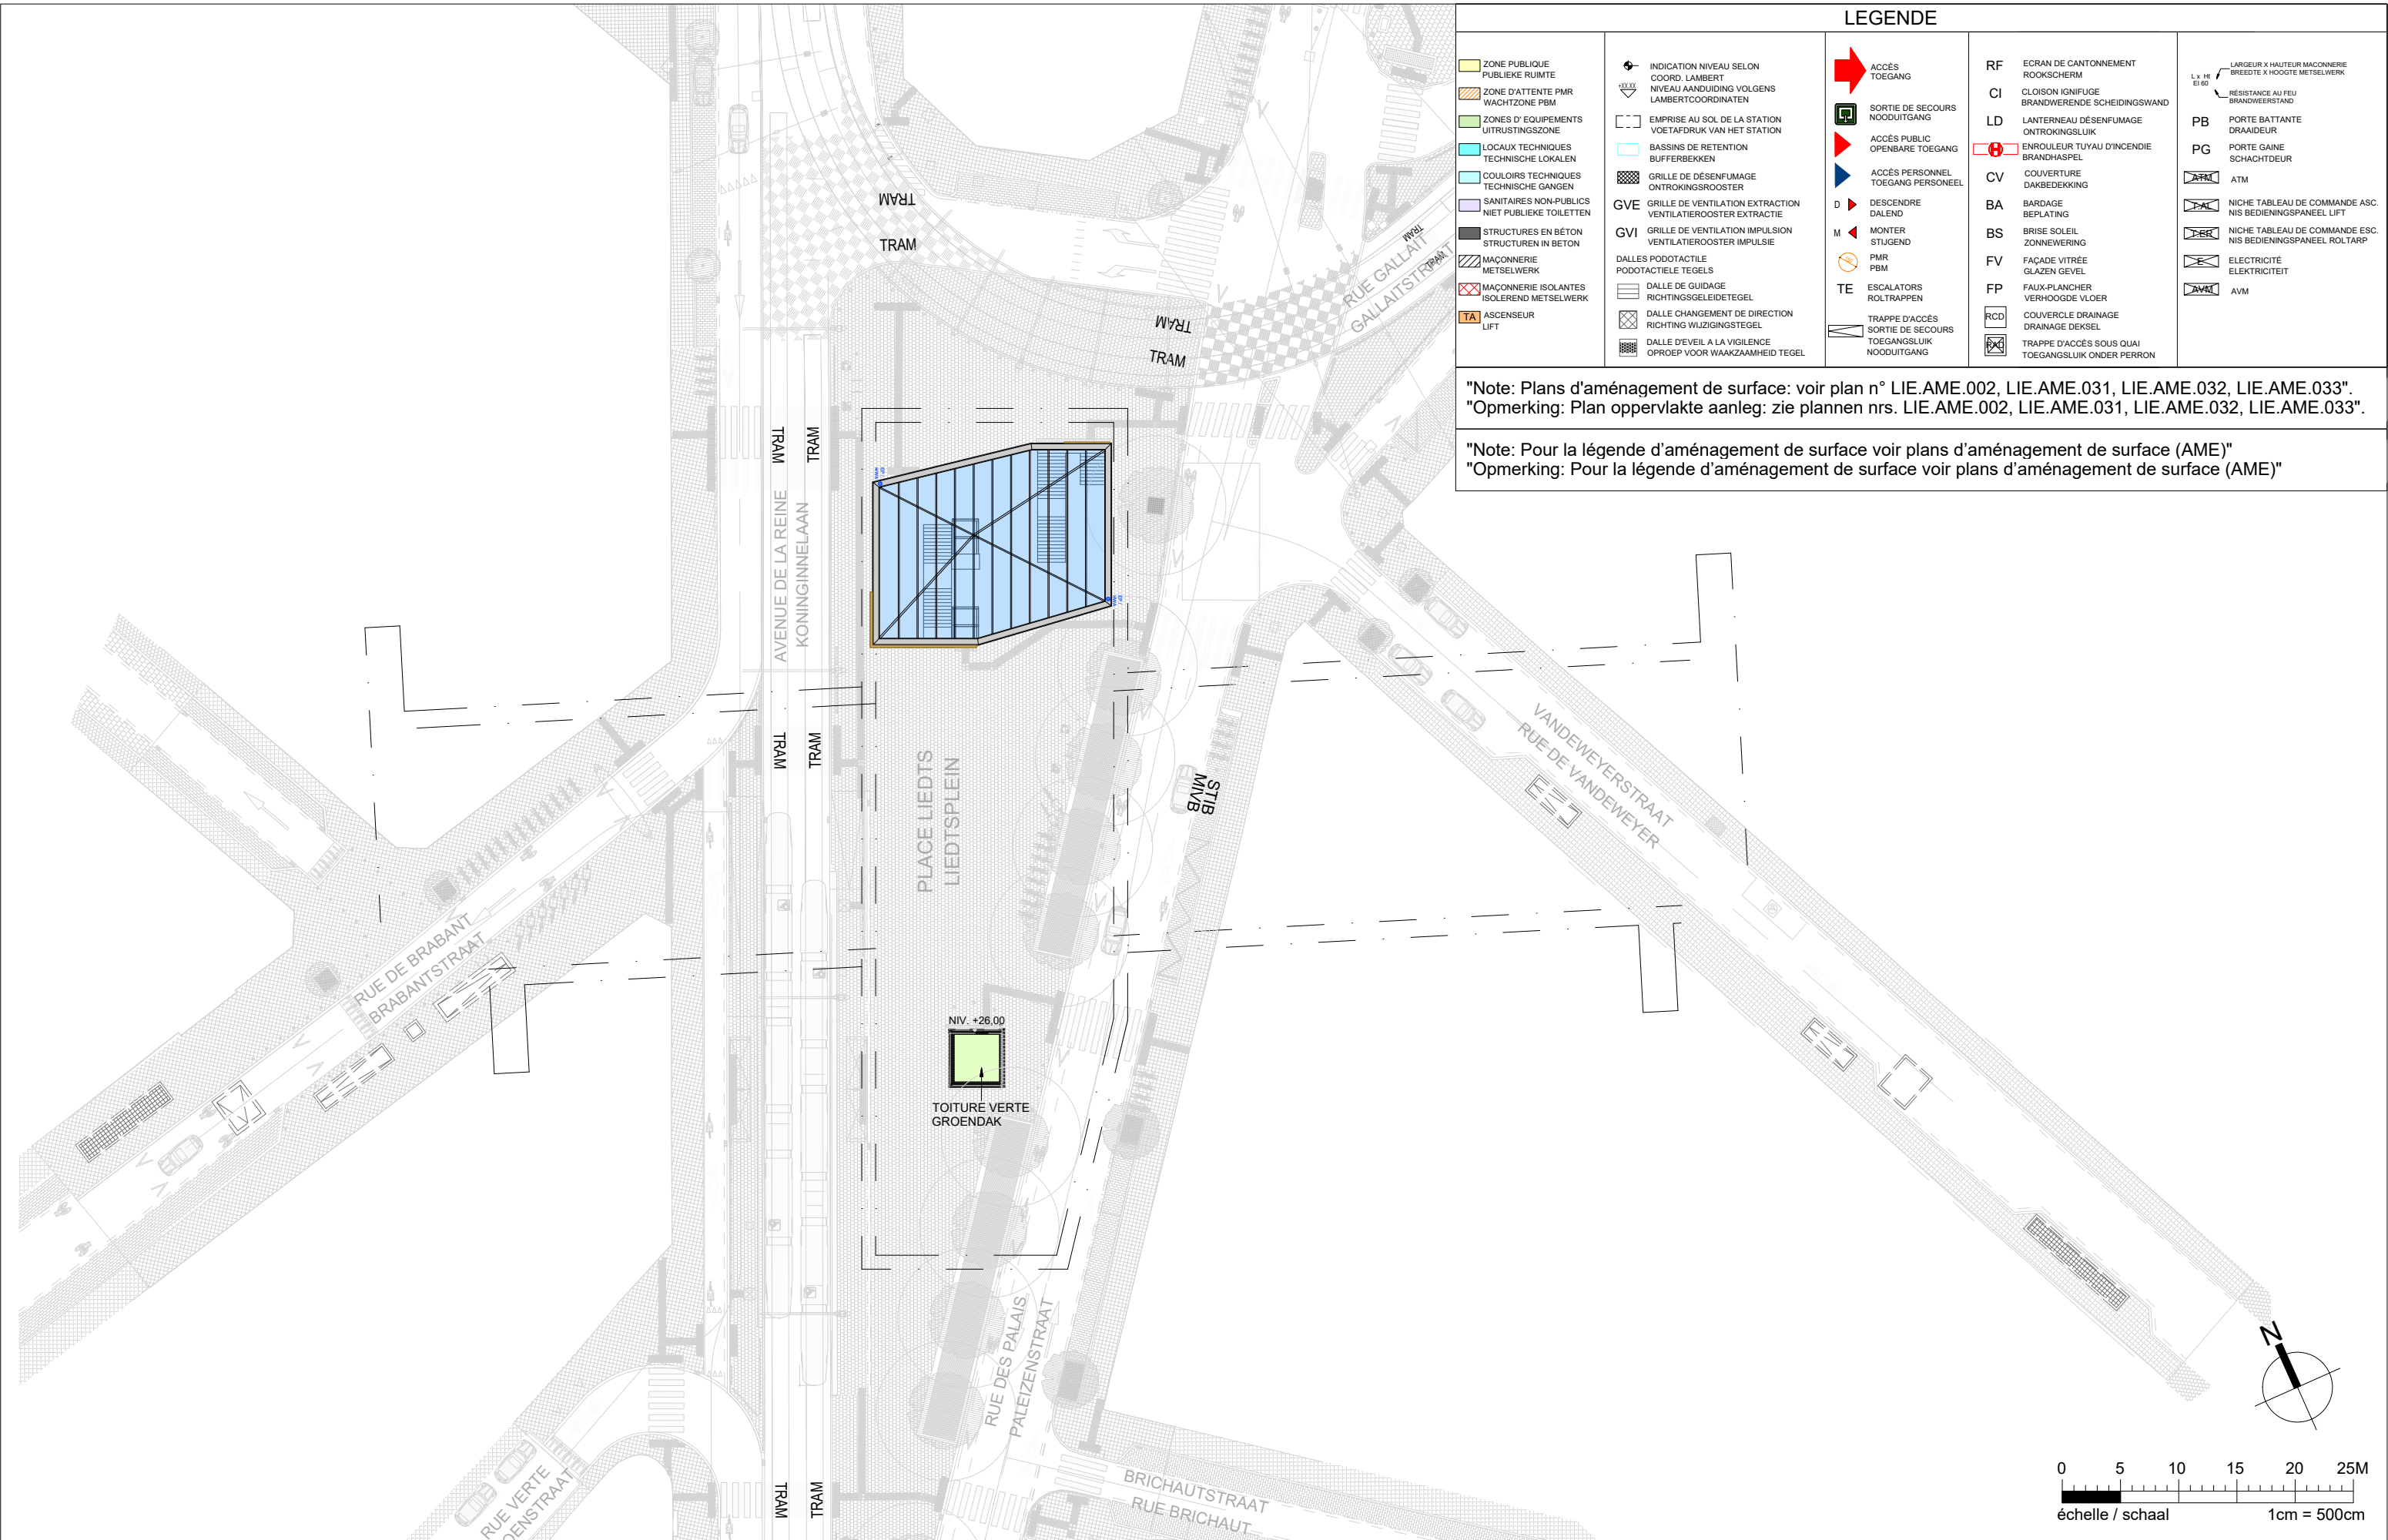 LEGENDE
ZONE PUBLIQUE
PUBLIEKE RUIMTE
ZONE D'ATTENTE PMR
WACHTZONE PBM
ZONES D' EQUIPEMENTS
UITRUSTINGSZONE
LOCAUX TECHNIQUES
TECHNISCHE LOKALEN
COULOIRS TECHNIQUES
TECHNISCHE GANGEN
SANITAIRES NON-PUBLICS
NIET PUBLIEKE TOILETTEN
STRUCTURES EN BÉTON
STRUCTUREN IN BETON
MAÇONNERIE
METSELWERK
MAÇONNERIE ISOLANTES
ISOLEREND METSELWERK
TA ASCENSEUR
LIFT
INDICATION NIVEAU SELON
COORD. LAMBERT
+XX.XX NIVEAU AANDUIDING VOLGENS
LAMBERTCOORDINATEN
EMPRISE AU SOL DE LA STATION
VOETAFDRUK VAN HET STATION
BASSINS DE RETENTION
BUFFERBEKKEN
GRILLE DE DÉSENFUMAGE
ONTROKINGSROOSTER
GVE GRILLE DE VENTILATION EXTRACTION
VENTILATIEROOSTER EXTRACTIE
GVI GRILLE DE VENTILATION IMPULSION
VENTILATIEROOSTER IMPULSIE
DALLES PODOTACTILE
PODOTACTIELE TEGELS
DALLE DE GUIDAGE
RICHTINGSGELEIDETEGEL
DALLE CHANGEMENT DE DIRECTION
RICHTING WIJZIGINGSTEGEL
DALLE D'EVEIL A LA VIGILENCE
OPROEP VOOR WAAKZAAMHEID TEGEL
ACCÈS
TOEGANG
SORTIE DE SECOURS
NOODUITGANG
ACCÈS PUBLIC
OPENBARE TOEGANG
ACCÈS PERSONNEL
TOEGANG PERSONEEL
D DESCENDRE
DALEND
M MONTER
STIJGEND
PMR
PBM
TE ESCALATORS
ROLTRAPPEN
TRAPPE D'ACCÈS
SORTIE DE SECOURS
TOEGANGSLUIK
NOODUITGANG
RF ECRAN DE CANTONNEMENT
ROOKSCHERM
CI CLOISON IGNIFUGE
BRANDWERENDE SCHEIDINGSWAND
LD LANTERNEAU DÉSENFUMAGE
ONTROKINGSLUIK
H ENROULEUR TUYAU D'INCENDIE
BRANDHASPEL
CV COUVERTURE
DAKBEDEKKING
BA BARDAGE
BEPLATING
BS BRISE SOLEIL
ZONNEWERING
FV FAÇADE VITRÉE
GLAZEN GEVEL
FP FAUX-PLANCHER
VERHOOGDE VLOER
RCD COUVERCLE DRAINAGE
DRAINAGE DEKSEL
RAD TRAPPE D'ACCÈS SOUS QUAI
TOEGANGSLUIK ONDER PERRON
L x Ht
EI 60
LARGEUR X HAUTEUR MACONNERIE
BREEDTE X HOOGTE METSELWERK
RÉSISTANCE AU FEU
BRANDWEERSTAND
PB PORTE BATTANTE
DRAAIDEUR
PG PORTE GAINE
SCHACHTDEUR
ATM ATM
T.AL NICHE TABLEAU DE COMMANDE ASC.
NIS BEDIENINGSPANEEL LIFT
T.ER NICHE TABLEAU DE COMMANDE ESC.
NIS BEDIENINGSPANEEL ROLTARP
E ELECTRICITÉ
ELEKTRICITEIT
AVM AVM
"Note: Plans d'aménagement de surface: voir plan n° LIE.AME.002, LIE.AME.031, LIE.AME.032, LIE.AME.033".
"Opmerking: Plan oppervlakte aanleg: zie plannen nrs. LIE.AME.002, LIE.AME.031, LIE.AME.032, LIE.AME.033".
"Note: Pour la légende d'aménagement de surface voir plans d'aménagement de surface (AME)"
"Opmerking: Pour la légende d'aménagement de surface voir plans d'aménagement de surface (AME)"
TRAM
TRAM
TRAM
TRAM
TRAM
TRAM
RUE GALLAIT
GALLAITSTRAAT
TRAM
TRAM
AVENUE DE LA REINE
KONINGINNELAAN
TRAM
TRAM
PLACE LIEDTS
LIEDTSPLEIN
STIB
MIVB
VANDEWEYERSTRAAT
RUE DE VANDEWEYER
RUE DE BRABANT
BRABANTSTRAAT
NIV. +26,00
TOITURE VERTE
GROENDAK
RUE DES PALAIS
PALEIZENSTRAAT
BRICHAUTSTRAAT
RUE BRICHAUT
RUE VERTE
OENSTRAAT
TRAM
TRAM
N
0 5 10 15 20 25M
échelle / schaal 1cm = 500cm